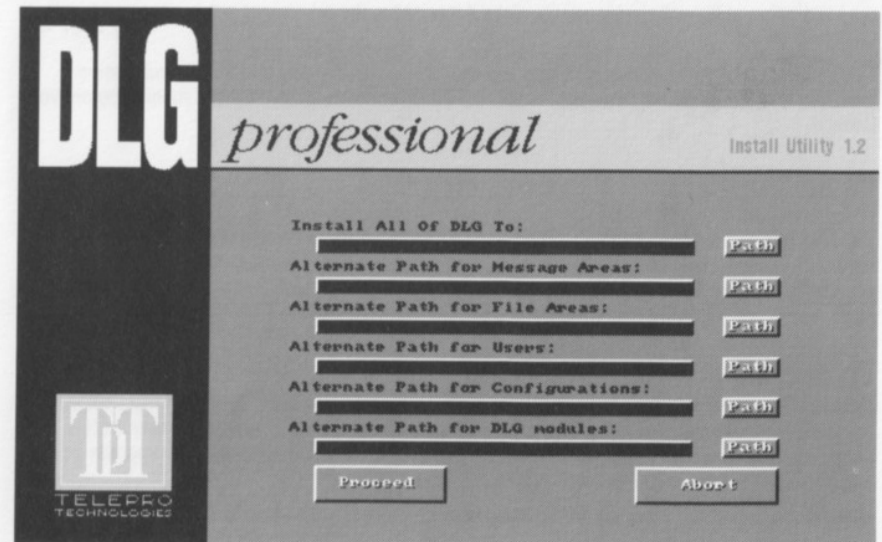 DLG
professional
Install Utility 1.2
Install All Of DLG To:
Path
Alternate Path for Message Areas:
Path
Alternate Path for File Areas:
Path
Alternate Path for Users:
Path
Alternate Path for Configurations:
Path
Alternate Path for DLG modules:
Path
Proceed
Abort
TDT
TELEPRO
TECHNOLOGIES